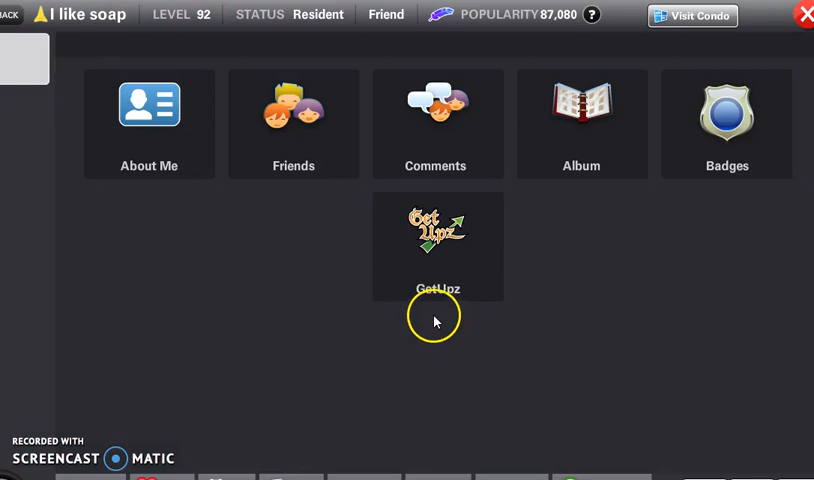 BACK I like soap LEVEL 92 STATUS Resident Friend POPULARITY 87,080 ? Visit Condo
About Me Friends Comments Album Badges
Get Upz
GetUpz
RECORDED WITH
SCREENCAST MATIC